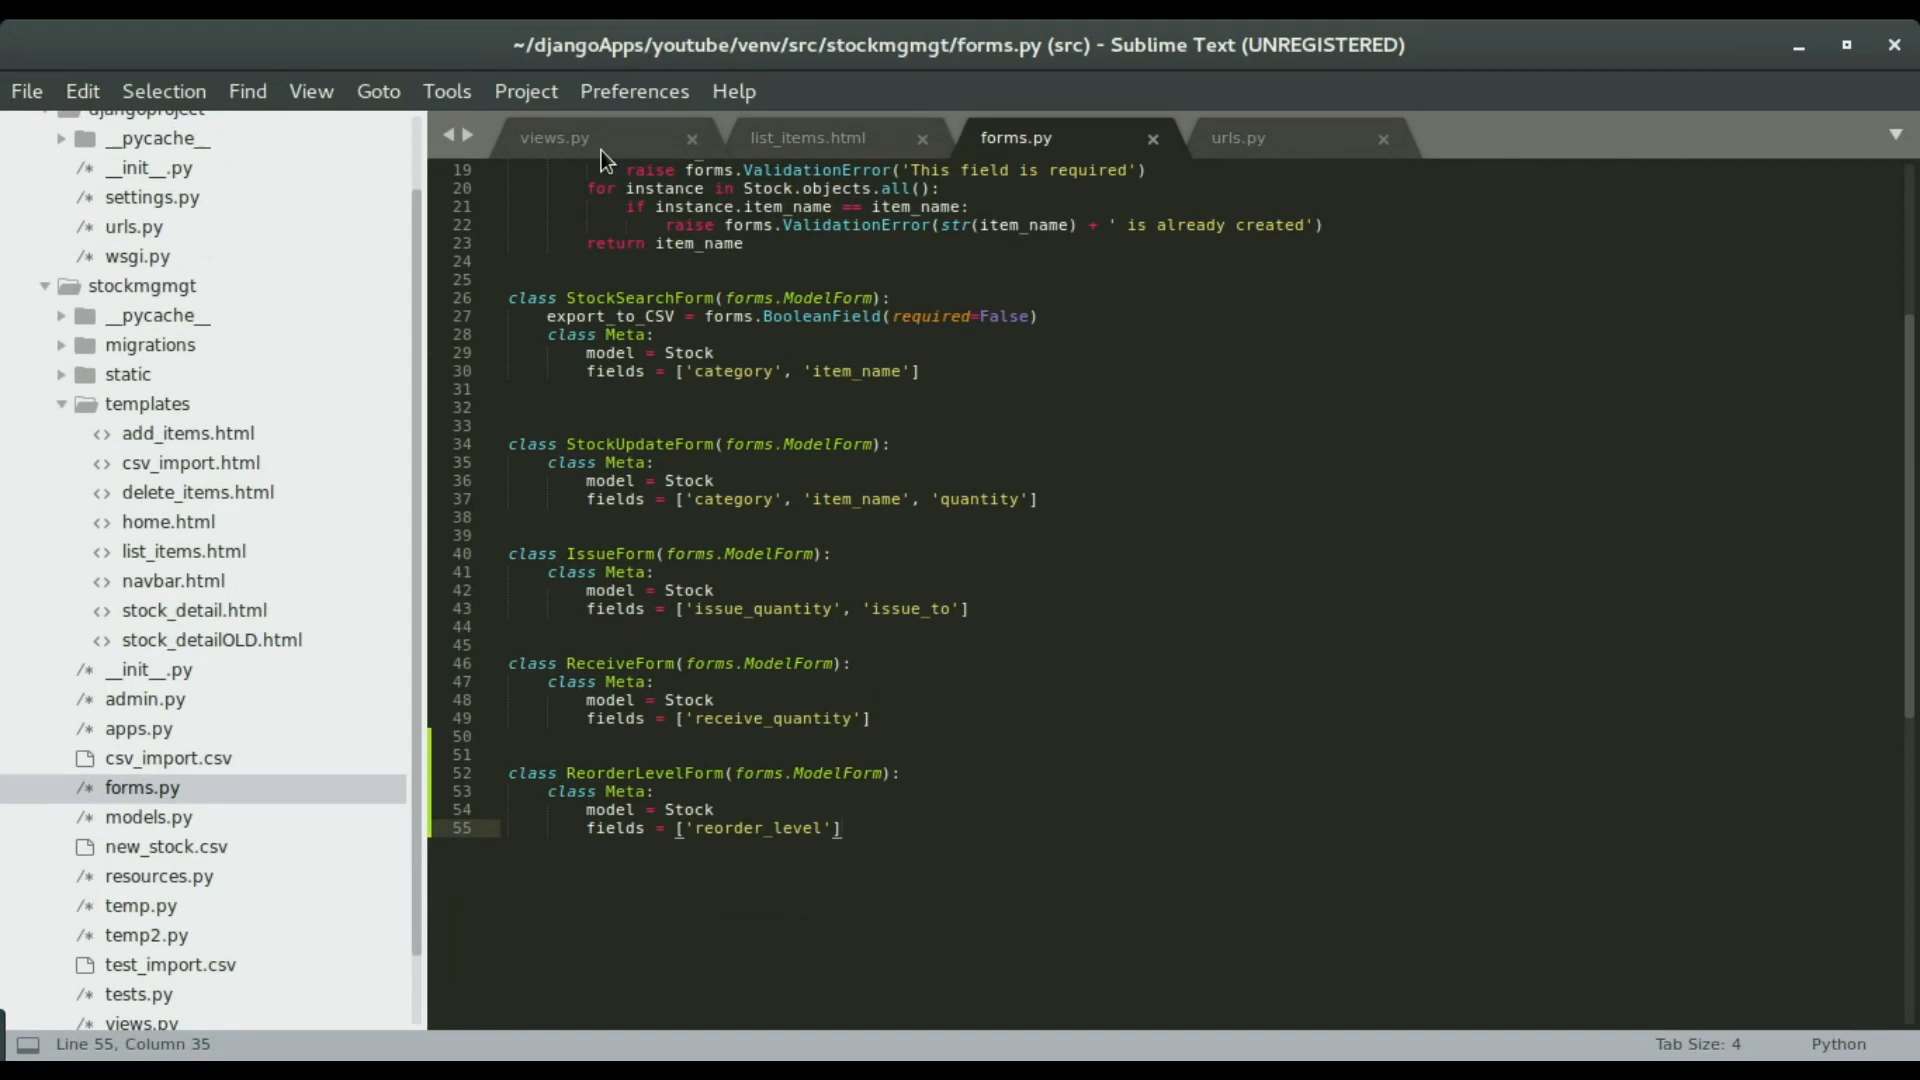 ~/djangoApps/youtube/venv/src/stockmgmgt/forms.py (src) - Sublime Text (UNREGISTERED)
File Edit Selection Find View Goto Tools Project Preferences Help
djangoproject
__pycache__
/* __init__.py
/* settings.py
/* urls.py
/* wsgi.py
stockmgmgt
__pycache__
migrations
static
templates
<> add_items.html
<> csv_import.html
<> delete_items.html
<> home.html
<> list_items.html
<> navbar.html
<> stock_detail.html
<> stock_detailOLD.html
/* __init__.py
/* admin.py
/* apps.py
csv_import.csv
/* forms.py
/* models.py
new_stock.csv
/* resources.py
/* temp.py
/* temp2.py
test_import.csv
/* tests.py
/* views.py
views.py × list_items.html × forms.py × urls.py ×
19 raise forms.ValidationError('This field is required')
20 for instance in Stock.objects.all():
21 if instance.item_name == item_name:
22 raise forms.ValidationError(str(item_name) + ' is already created')
23 return item_name
24
25
26 class StockSearchForm(forms.ModelForm):
27 export_to_CSV = forms.BooleanField(required=False)
28 class Meta:
29 model = Stock
30 fields = ['category', 'item_name']
31
32
33
34 class StockUpdateForm(forms.ModelForm):
35 class Meta:
36 model = Stock
37 fields = ['category', 'item_name', 'quantity']
38
39
40 class IssueForm(forms.ModelForm):
41 class Meta:
42 model = Stock
43 fields = ['issue_quantity', 'issue_to']
44
45
46 class ReceiveForm(forms.ModelForm):
47 class Meta:
48 model = Stock
49 fields = ['receive_quantity']
50
51
52 class ReorderLevelForm(forms.ModelForm):
53 class Meta:
54 model = Stock
55 fields = ['reorder_level']
Line 55, Column 35 Tab Size: 4 Python